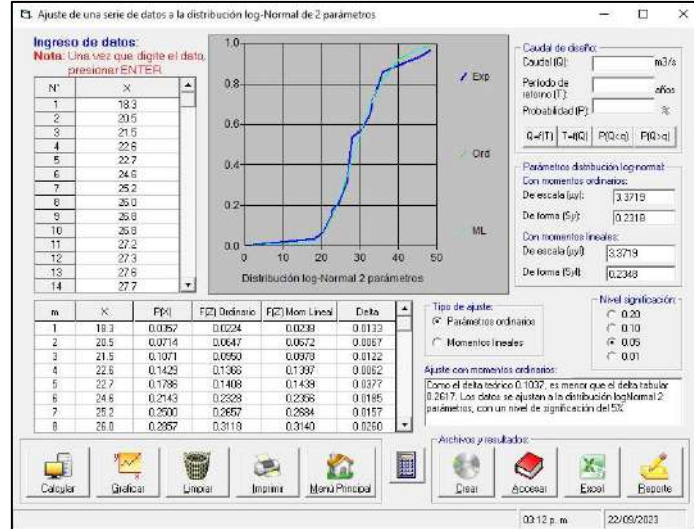 Ajuste de una serie de datos a la distribución log-Normal de 2 parámetros
Ingreso de datos:
Nota: Una vez que digite el dato,
presionar ENTER
N° X
1 18.3
2 20.5
3 21.5
4 22.6
5 22.7
6 24.6
7 25.2
8 26.0
9 26.8
10 26.8
11 27.2
12 27.3
13 27.6
14 27.7
1.0
0.8
0.6
0.4
0.2
0.0
0 10 20 30 40 50
Exp
Ord
ML
Distribución log-Normal 2 parámetros
Caudal de diseño:
Caudal (Q): m3/s
Período de
retorno (T): años
Probabilidad (P): %
Q=f(T) T=f(Q) P(Q<q) P(Q>q)
Parámetros distribución log-normal:
Con momentos ordinarios:
De escala (µy): 3.3719
De forma (Sy): 0.2318
Con momentos lineales:
De escala (µyl): 3.3719
De forma (Syl): 0.2348
m X P(X) F(Z) Ordinario F(Z) Mom Lineal Delta
1 18.3 0.0357 0.0224 0.0239 0.0133
2 20.5 0.0714 0.0647 0.0672 0.0067
3 21.5 0.1071 0.0950 0.0978 0.0122
4 22.6 0.1429 0.1366 0.1397 0.0062
5 22.7 0.1786 0.1408 0.1439 0.0377
6 24.6 0.2143 0.2328 0.2356 0.0185
7 25.2 0.2500 0.2657 0.2684 0.0157
8 26.0 0.2857 0.3118 0.3140 0.0260
Tipo de ajuste:
Parámetros ordinarios
Momentos lineales
Nivel significación:
0.20
0.10
0.05
0.01
Ajuste con momentos ordinarios:
Como el delta teórico 0.1037, es menor que el delta tabular
0.2617. Los datos se ajustan a la distribución logNormal 2
parámetros, con un nivel de significación del 5%
Calcular Graficar Limpiar Imprimir Menú Principal
Archivos y resultados:
Crear Accesar Excel Reporte
03:12 p. m. 22/09/2023